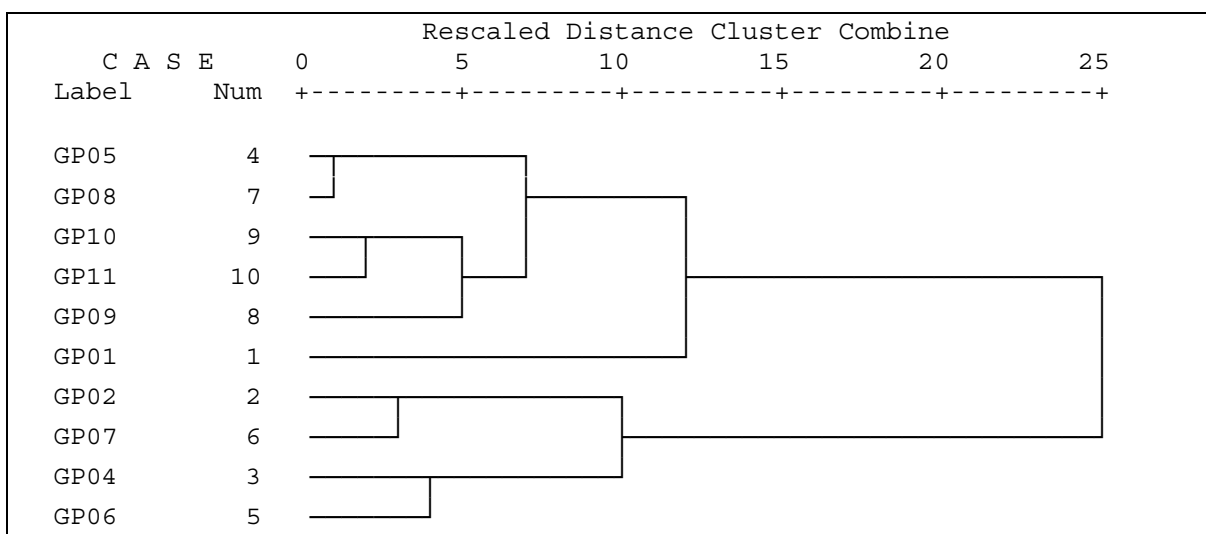 Rescaled Distance Cluster Combine
C A S E 0 5 10 15 20 25
Label Num +---------+---------+---------+---------+---------+
GP05 4
GP08 7
GP10 9
GP11 10
GP09 8
GP01 1
GP02 2
GP07 6
GP04 3
GP06 5